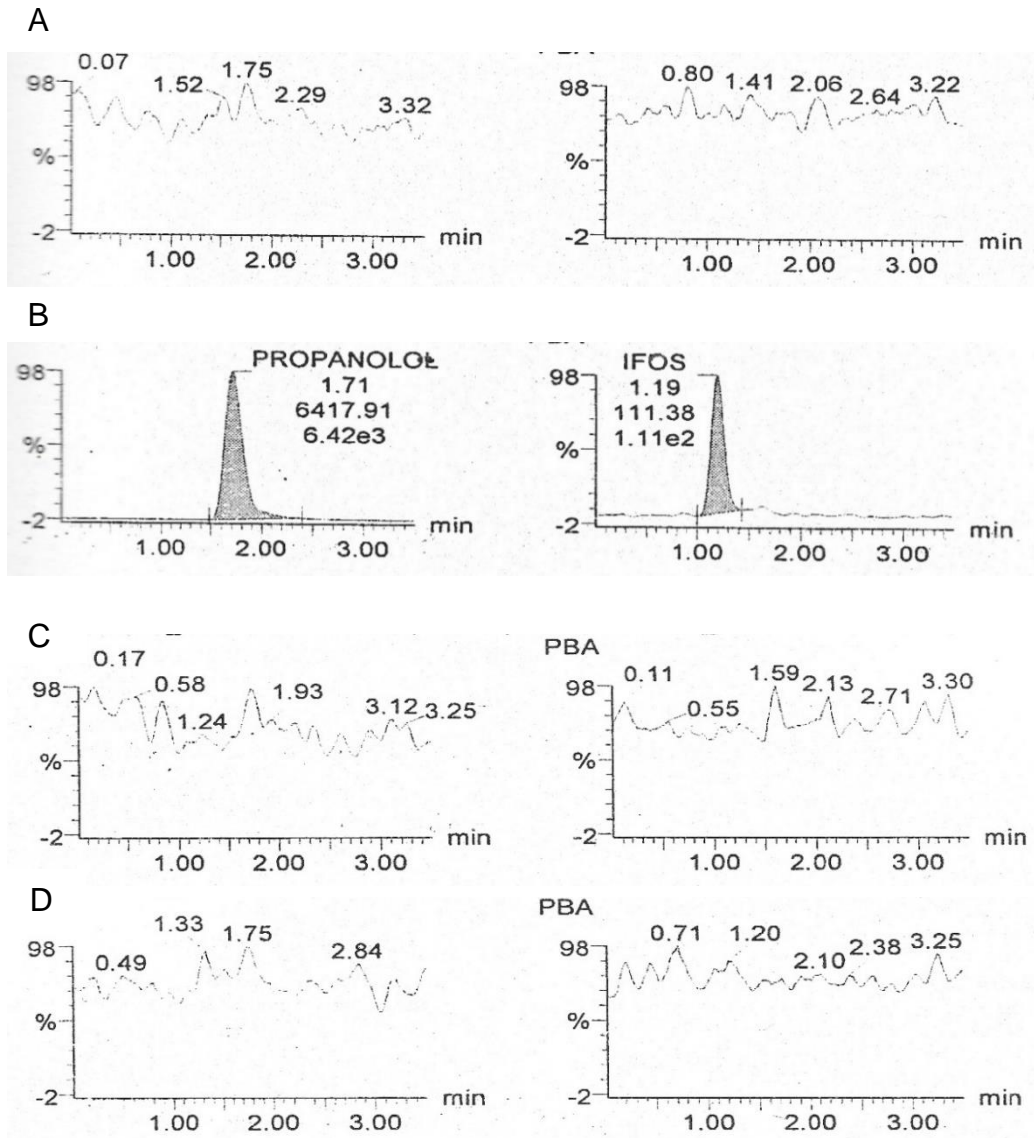 A
0.07
98
1.52
1.75
2.29
3.32
%
-2
min
1.00 2.00 3.00
98
0.80
1.41
2.06
2.64
3.22
%
-2
min
1.00 2.00 3.00
B
98
PROPANOLOL
1.71
6417.91
6.42e3
%
-2
min
1.00 2.00 3.00
98
IFOS
1.19
111.38
1.11e2
%
-2
min
1.00 2.00 3.00
C
0.17
98
0.58
1.24
1.93
3.12
3.25
%
-2
min
1.00 2.00 3.00
PBA
98
0.11
0.55
1.59
2.13
2.71
3.30
%
-2
min
1.00 2.00 3.00
D
98
0.49
1.33
1.75
2.84
%
-2
min
1.00 2.00 3.00
PBA
98
0.71
1.20
2.10
2.38
3.25
%
-2
min
1.00 2.00 3.00